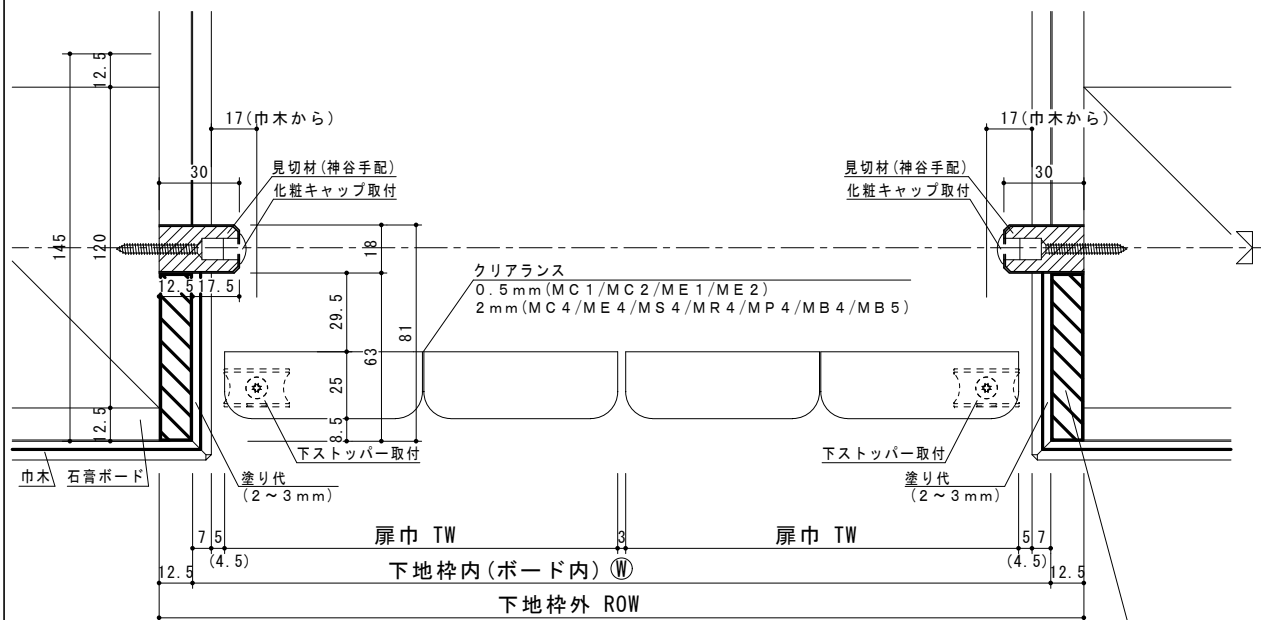 12.5
17(巾木から)
17(巾木から)
30
見切材(神谷手配)
化粧キャップ取付
見切材(神谷手配)
化粧キャップ取付
30
145
120
18
12.5
17.5
クリアランス
0.5mm(MC1/MC2/ME1/ME2)
2mm(MC4/ME4/MS4/MR4/MP4/MB4/MB5)
29.5
81
63
25
12.5
8.5
下ストッパー取付
下ストッパー取付
巾木
石膏ボード
塗り代
(2~3mm)
塗り代
(2~3mm)
7
5
扉巾 TW
3
扉巾 TW
5
7
(4.5)
(4.5)
12.5
下地枠内(ボード内) Ⓦ
12.5
下地枠外 ROW